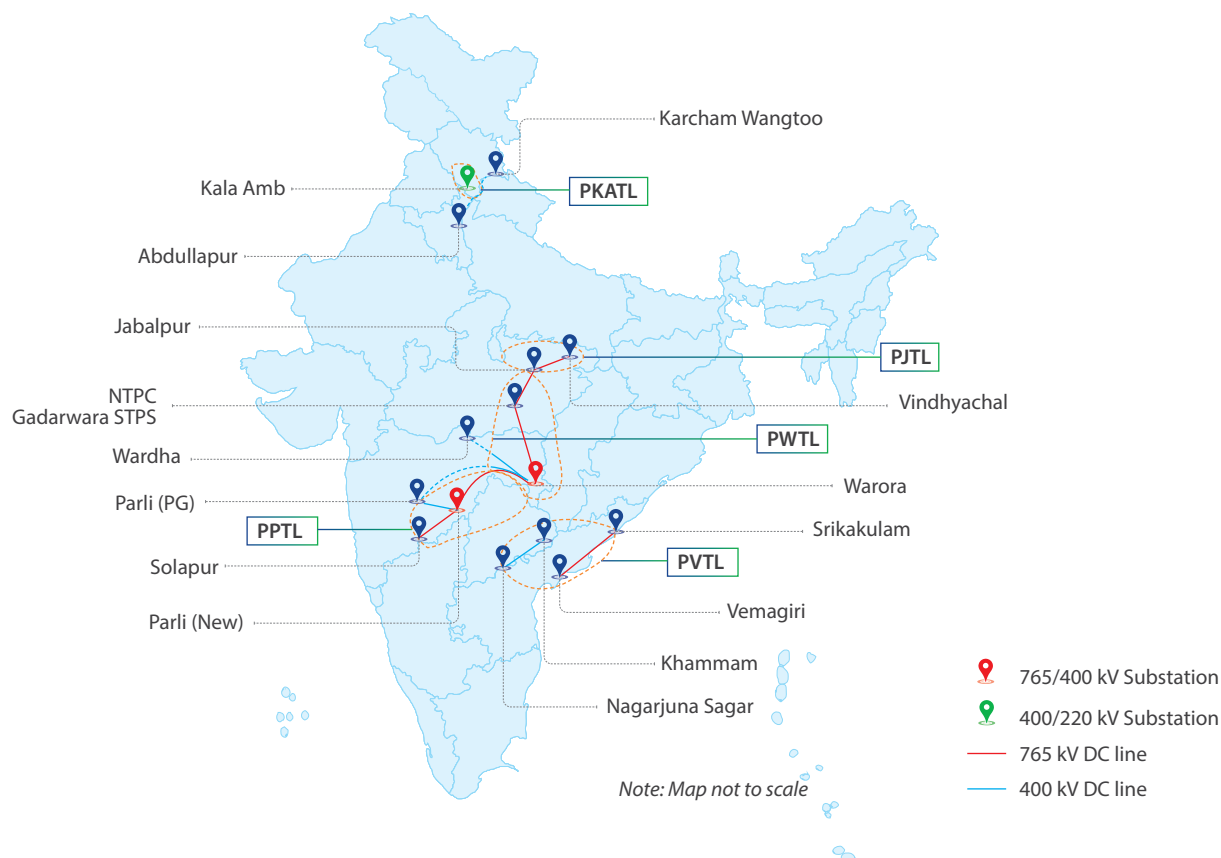 Karcham Wangtoo
Kala Amb
PKATL
Abdullapur
Jabalpur
PJTL
NTPC
Gadarwara STPS
Vindhyachal
PWTL
Wardha
Warora
Parli (PG)
PPTL
Srikakulam
Solapur
PVTL
Vemagiri
Parli (New)
Khammam
Nagarjuna Sagar
765/400 kV Substation
400/220 kV Substation
765 kV DC line
400 kV DC line
Note: Map not to scale